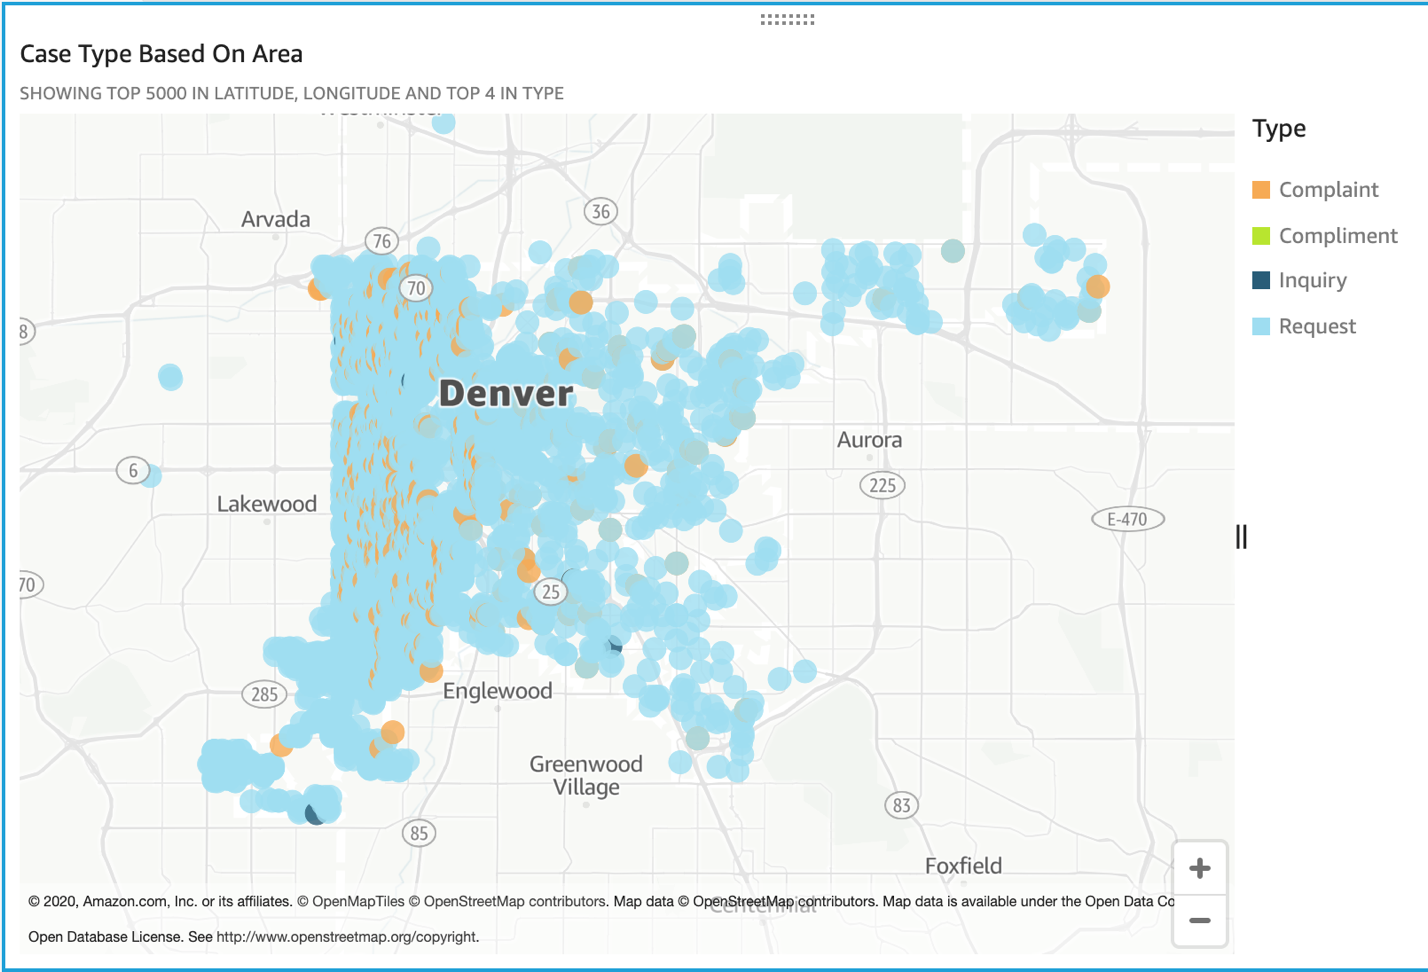 Case Type Based On Area
SHOWING TOP 5000 IN LATITUDE, LONGITUDE AND TOP 4 IN TYPE
Type
Complaint
Compliment
Inquiry
Request
Westminster
Arvada
36
76
70
8
Denver
Aurora
6
225
Lakewood
E-470
70
25
285
Englewood
Greenwood
Village
83
85
Foxfield
+
Centennial
© 2020, Amazon.com, Inc. or its affiliates. © OpenMapTiles © OpenStreetMap contributors. Map data © OpenStreetMap contributors. Map data is available under the Open Data Co
−
Open Database License. See http://www.openstreetmap.org/copyright.